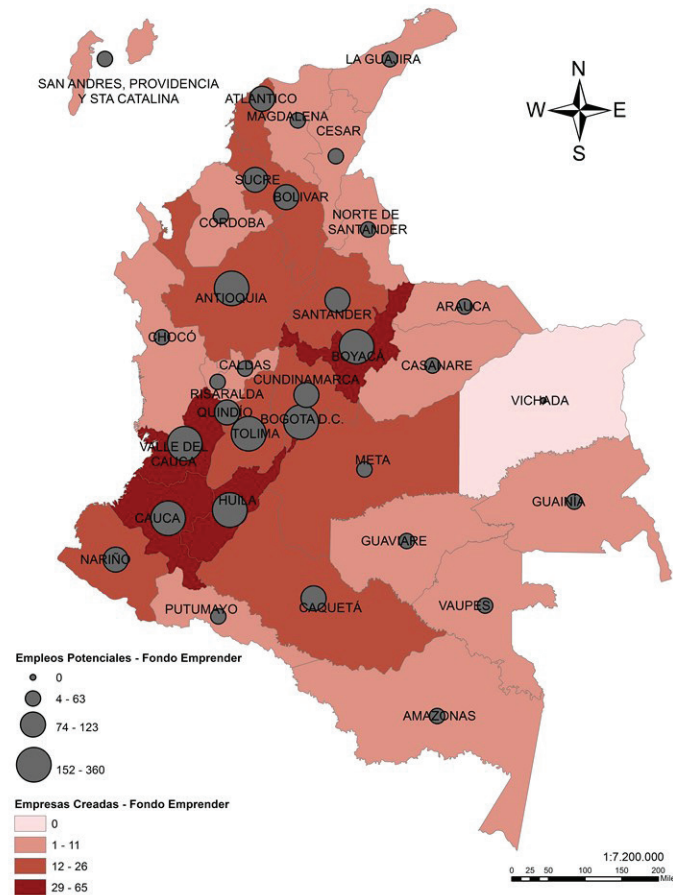 LA GUAJIRA
SAN ANDRES, PROVIDENCIA
Y STA CATALINA
N
W
E
S
ATLANTICO
MAGDALENA
CESAR
SUCRE
BOLIVAR
CORDOBA
NORTE DE
SANTANDER
ANTIOQUIA
SANTANDER
ARAUCA
CHOCÓ
BOYACÁ
CALDAS
CASANARE
CUNDINAMARCA
RISARALDA
QUINDÍO
BOGOTA D.C.
TOLIMA
VICHADA
VALLE DEL
CAUCA
META
HUILA
CAUCA
GUAINÍA
GUAVIARE
NARIÑO
CAQUETÁ
VAUPES
PUTUMAYO
AMAZONAS
Empleos Potenciales - Fondo Emprender
0
4 - 63
74 - 123
152 - 360
Empresas Creadas - Fondo Emprender
0
1 - 11
12 - 26
29 - 65
1:7.200.000
0 50 100 150 200
Mile